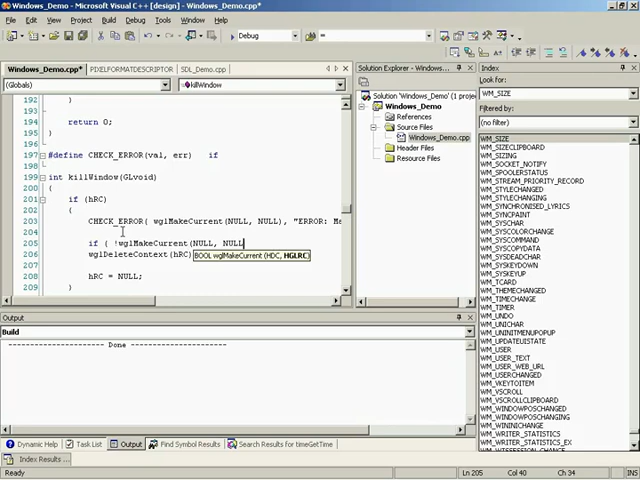 Windows_Demo - Microsoft Visual C++ [design] - Windows_Demo.cpp*
File Edit View Project Build Debug Tools Window Help
Debug
Windows_Demo.cpp* PIXELFORMATDESCRIPTOR SDL_Demo.cpp
(Globals) killWindow
192 }
193
194 return 0;
195 }
196
197 #define CHECK_ERROR(val, err) if
198
199 int killWindow(GLvoid)
200 {
201 if (hRC)
202 {
203 CHECK_ERROR( wglMakeCurrent(NULL, NULL), "ERROR: Me
204
205 if ( !wglMakeCurrent(NULL, NULL
206 wglDeleteContext(hRC)
BOOL wglMakeCurrent (HDC, HGLRC)
207
208 hRC = NULL;
209 }
Solution Explorer - Windows_...
Solution 'Windows_Demo' (1 projec
Windows_Demo
References
Source Files
Windows_Demo.cpp
Header Files
Resource Files
Index
Look for:
WM_SIZE
Filtered by:
(no filter)
WM_SIZE
WM_SIZECLIPBOARD
WM_SIZING
WM_SOCKET_NOTIFY
WM_SPOOLERSTATUS
WM_STREAM_PRIORITY_RECORD
WM_STYLECHANGED
WM_STYLECHANGING
WM_SYNCHRONISED_LYRICS
WM_SYNCPAINT
WM_SYSCHAR
WM_SYSCOLORCHANGE
WM_SYSCOMMAND
WM_SYSDEADCHAR
WM_SYSKEYDOWN
WM_SYSKEYUP
WM_TCARD
WM_THEMECHANGED
WM_TIMECHANGE
WM_TIMER
WM_UNDO
WM_UNICHAR
WM_UNINITMENUPOPUP
WM_UPDATEUISTATE
WM_USER
WM_USER_TEXT
WM_USER_WEB_URL
WM_USERCHANGED
WM_VKEYTOITEM
WM_VSCROLL
WM_VSCROLLCLIPBOARD
WM_WINDOWPOSCHANGED
WM_WINDOWPOSCHANGING
WM_WININICHANGE
WM_WRITER_STATISTICS
WM_WRITER_STATISTICS_EX
Output
Build
---------------------- Done ----------------------
Dynamic Help Task List Output Find Symbol Results Search Results for timeGetTime
Index Results ...
Ready Ln 205 Col 40 Ch 34 INS